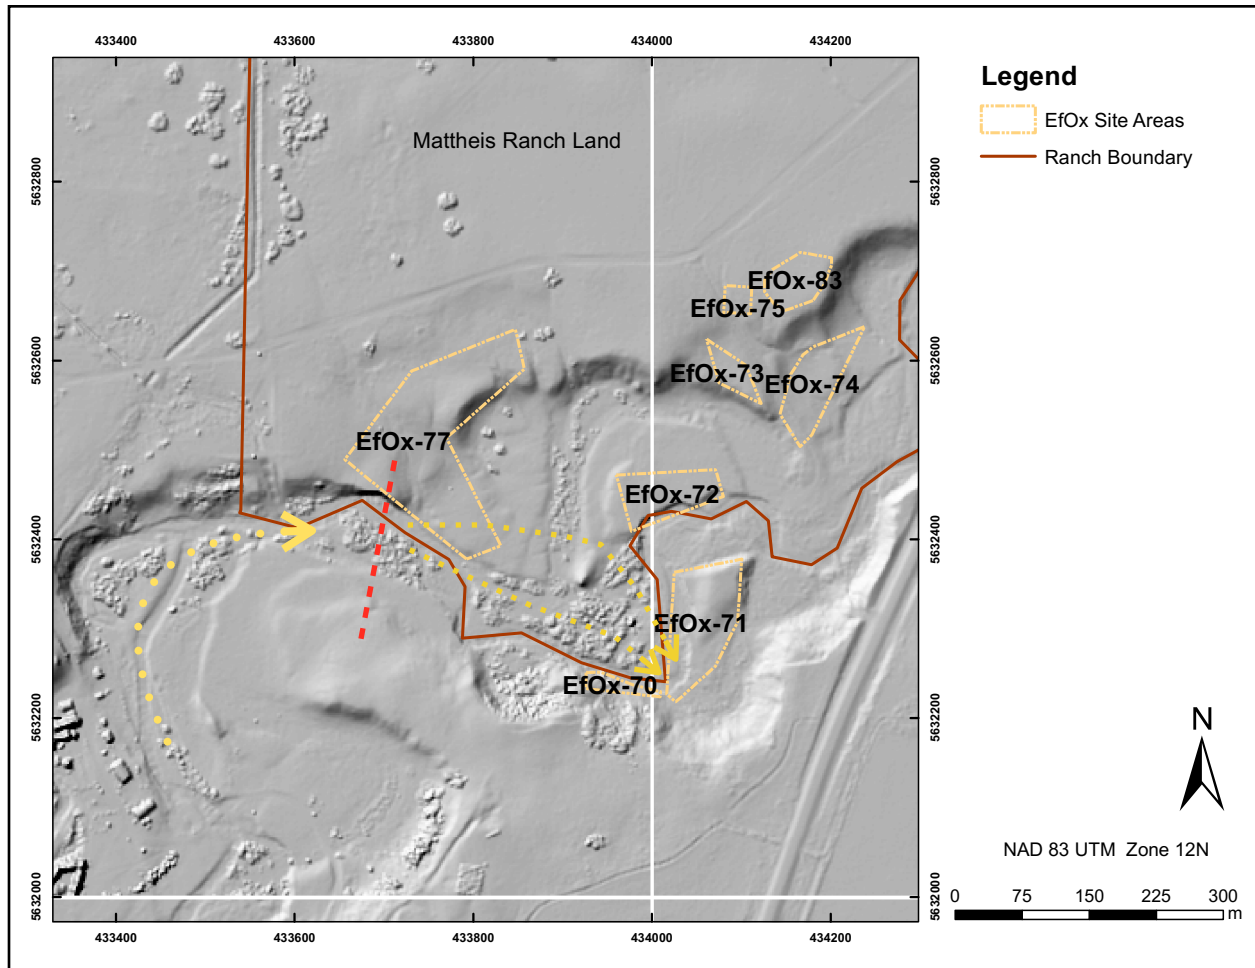 433400 433600 433800 434000 434200
Legend
EfOx Site Areas
Ranch Boundary
Mattheis Ranch Land
5632800
5632800
EfOx-83
EfOx-75
5632600
5632600
EfOx-73
EfOx-74
EfOx-77
EfOx-72
5632400
5632400
EfOx-71
EfOx-70
5632200
5632200
N
NAD 83 UTM Zone 12N
5632000
5632000
0 75 150 225 300
m
433400 433600 433800 434000 434200